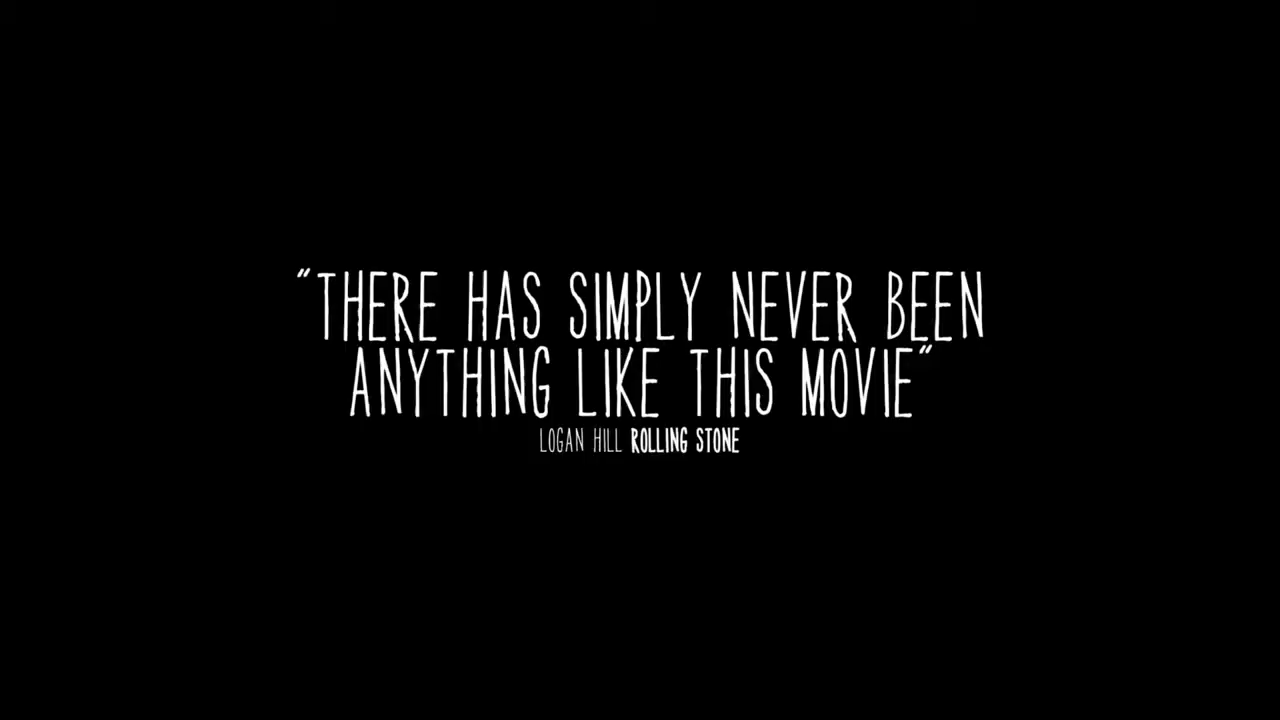 "THERE HAS SIMPLY NEVER BEEN
ANYTHING LIKE THIS MOVIE"
LOGAN HILL ROLLING STONE